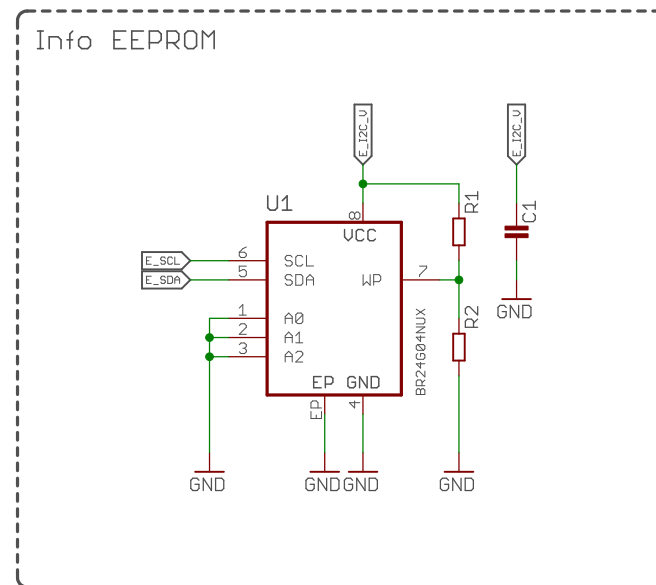 Info EEPROM
E_I2C_V
E_I2C_V
U1
8
VCC
R1
C1
E_SCL
6
SCL
E_SDA
5
SDA
WP
7
GND
1
A0
2
A1
3
A2
R2
BR24G04NUX
EP GND
EP
4
GND
GND
GND
GND